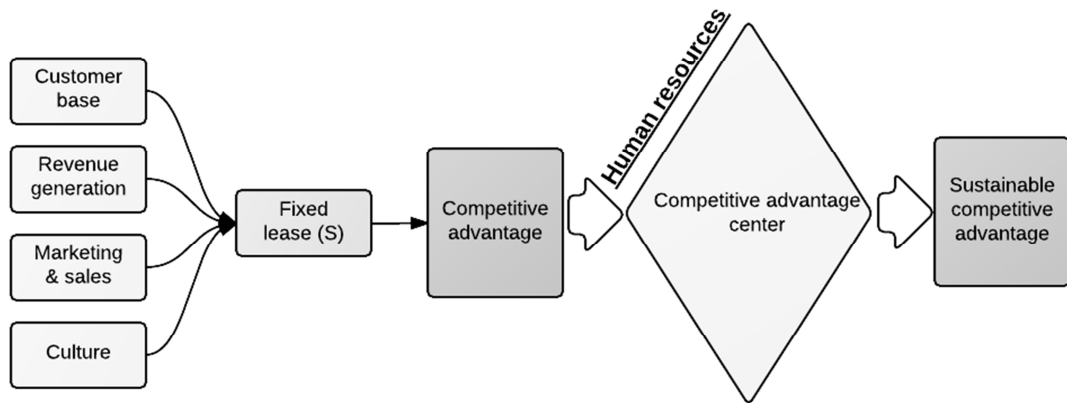 Customer
base
Revenue
generation
Marketing
& sales
Culture
Fixed
lease (S)
Competitive
advantage
Human resources
Competitive advantage
center
Sustainable
competitive
advantage